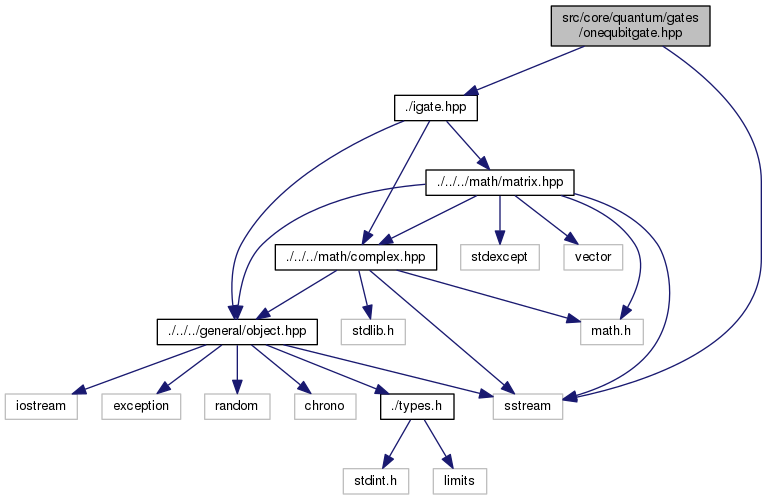 src/core/quantum/gates
/onequbitgate.hpp
./igate.hpp
./../../math/matrix.hpp
./../../math/complex.hpp
stdexcept
vector
./../../general/object.hpp
stdlib.h
math.h
iostream
exception
random
chrono
./types.h
sstream
stdint.h
limits